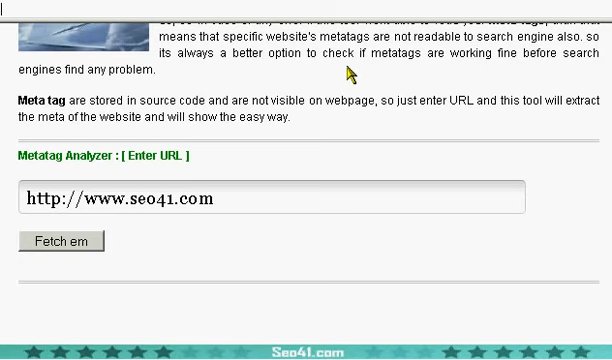 means that specific website's metatags are not readable to search engine also. so
its always a better option to check if metatags are working fine before search
engines find any problem.
Meta tag are stored in source code and are not visible on webpage, so just enter URL and this tool will extract
the meta of the website and will show the easy way.
Metatag Analyzer : [ Enter URL ]
http://www.seo41.com
Fetch em
Seo41.com